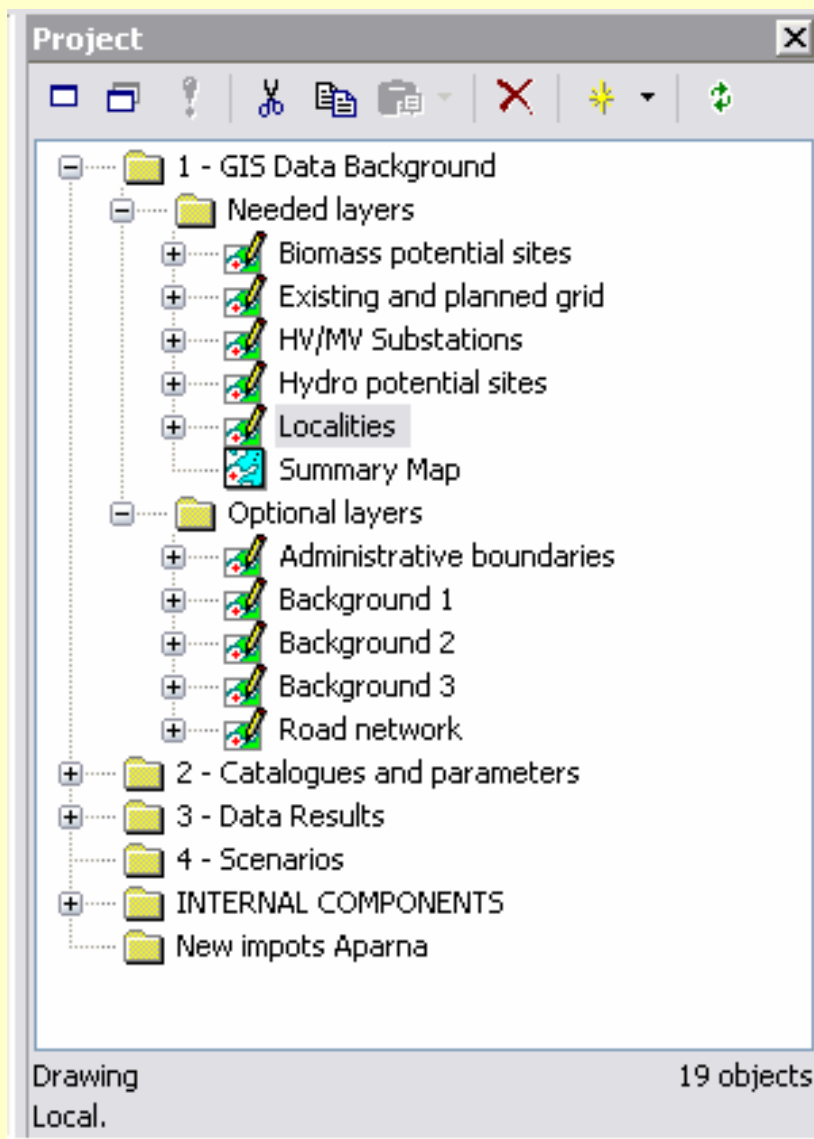 Project
1 - GIS Data Background
Needed layers
Biomass potential sites
Existing and planned grid
HV/MV Substations
Hydro potential sites
Localities
Summary Map
Optional layers
Administrative boundaries
Background 1
Background 2
Background 3
Road network
2 - Catalogues and parameters
3 - Data Results
4 - Scenarios
INTERNAL COMPONENTS
New impots Aparna
Drawing 19 objects
Local.